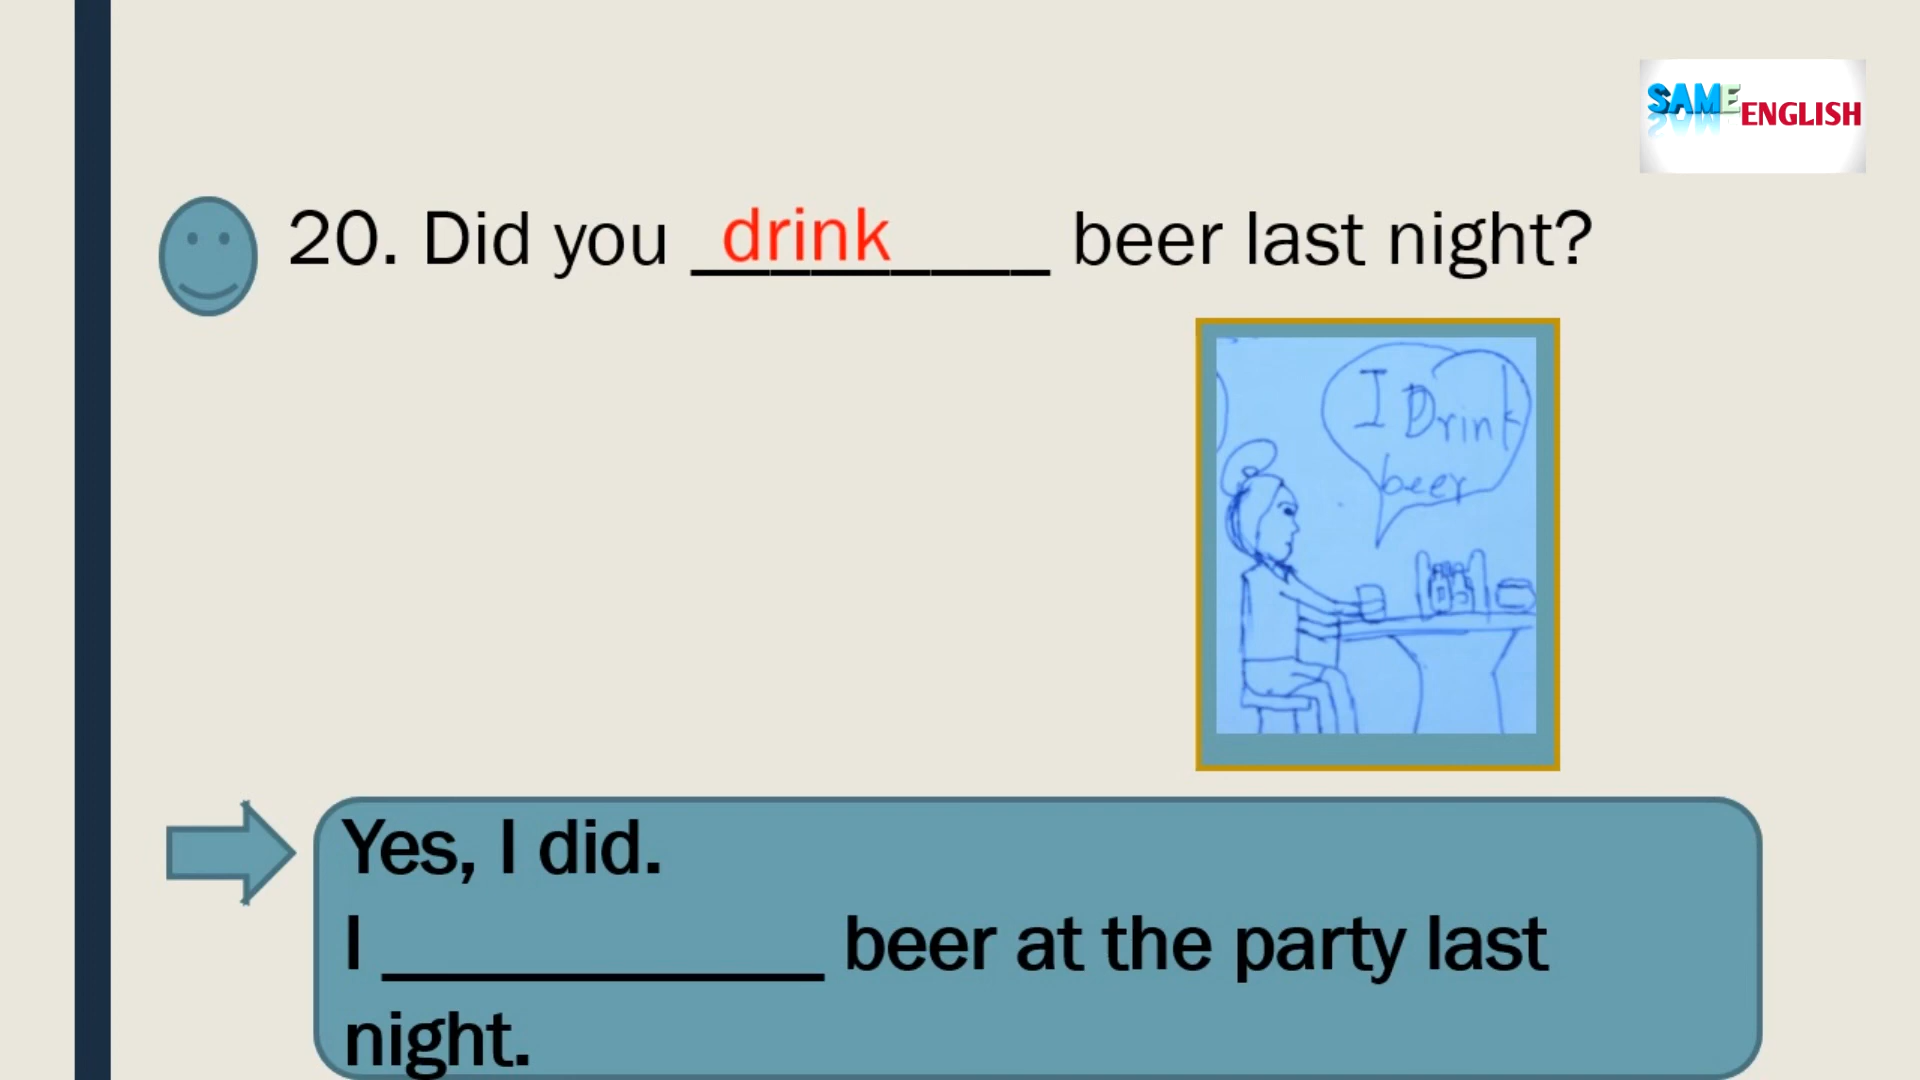 SAME ENGLISH
20. Did you drink beer last night?
I Drink
beer
Yes, I did.
I ___________ beer at the party last
night.